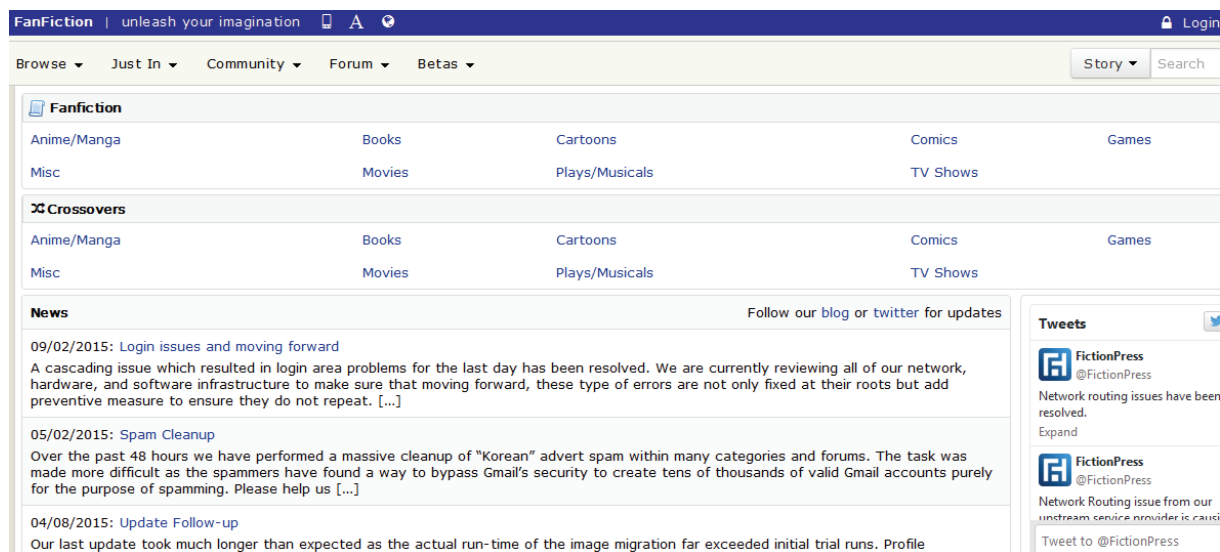 FanFiction | unleash your imagination A Login
Browse Just In Community Forum Betas Story Search
Fanfiction
Anime/Manga Books Cartoons Comics Games
Misc Movies Plays/Musicals TV Shows
Crossovers
Anime/Manga Books Cartoons Comics Games
Misc Movies Plays/Musicals TV Shows
News Follow our blog or twitter for updates
09/02/2015: Login issues and moving forward
A cascading issue which resulted in login area problems for the last day has been resolved. We are currently reviewing all of our network,
hardware, and software infrastructure to make sure that moving forward, these type of errors are not only fixed at their roots but add
preventive measure to ensure they do not repeat. [...]
05/02/2015: Spam Cleanup
Over the past 48 hours we have performed a massive cleanup of “Korean” advert spam within many categories and forums. The task was
made more difficult as the spammers have found a way to bypass Gmail’s security to create tens of thousands of valid Gmail accounts purely
for the purpose of spamming. Please help us [...]
04/08/2015: Update Follow-up
Our last update took much longer than expected as the actual run-time of the image migration far exceeded initial trial runs. Profile
Tweets
FictionPress
@FictionPress
Network routing issues have been
resolved.
Expand
FictionPress
@FictionPress
Network Routing issue from our
upstream service provider is causi
Tweet to @FictionPress